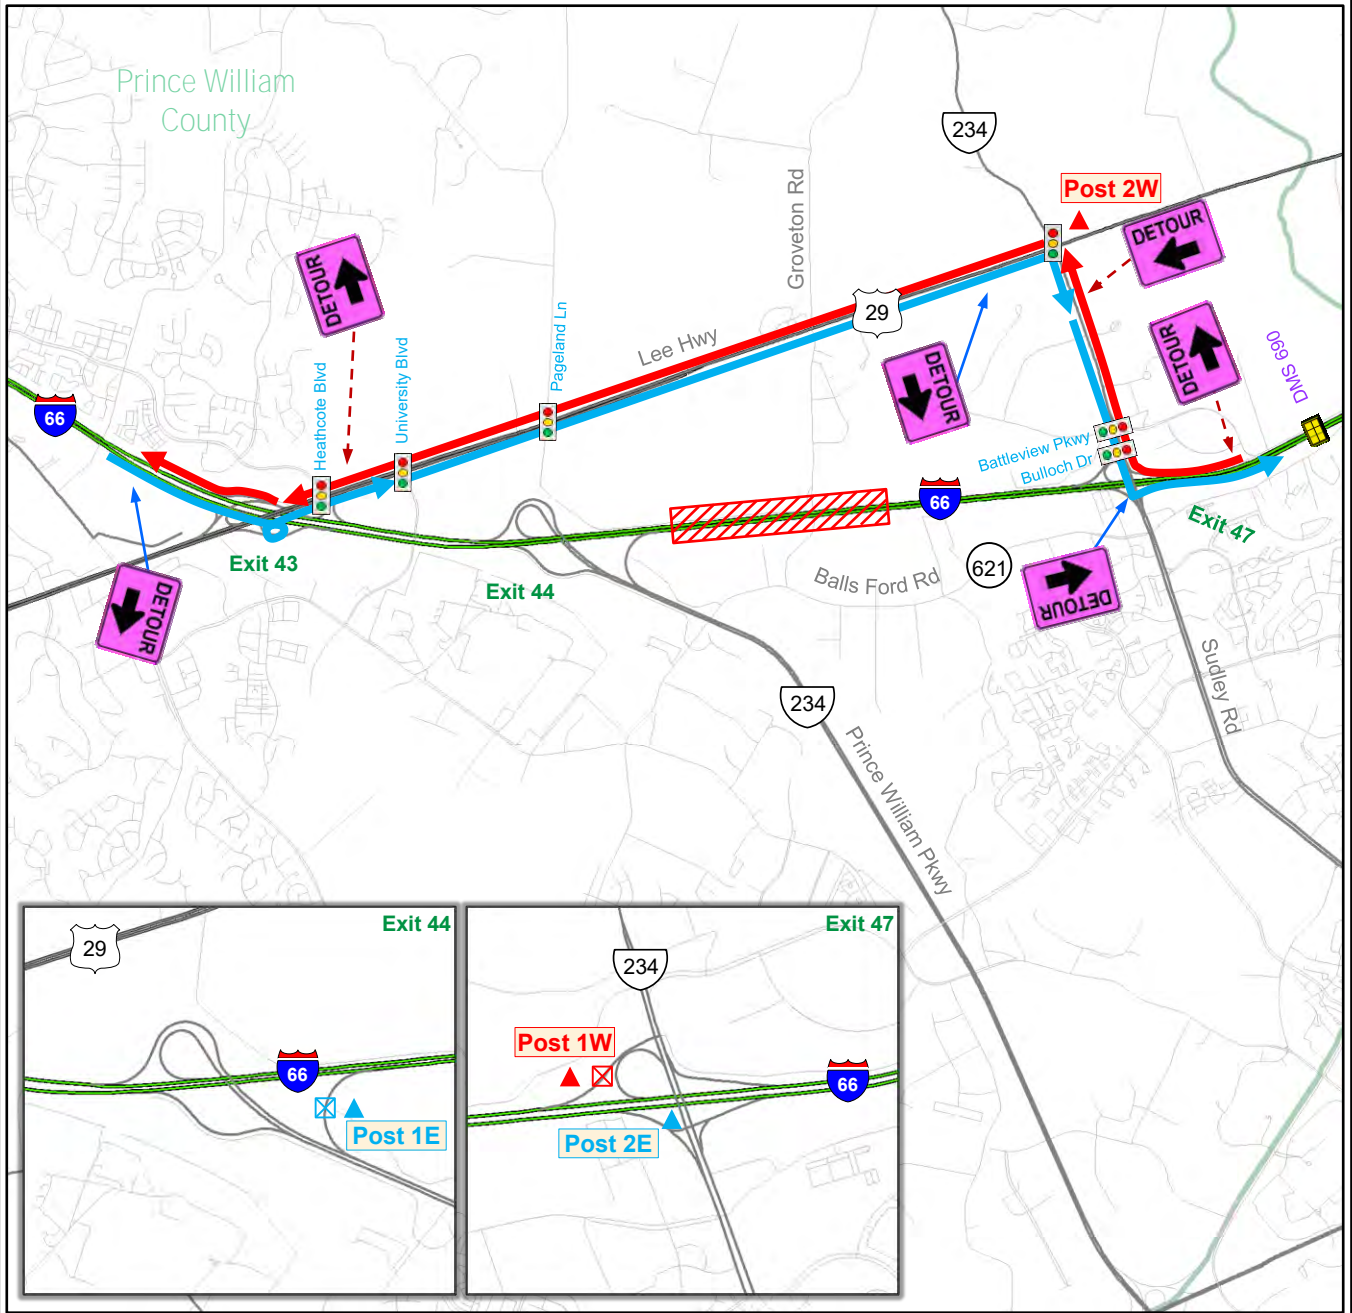 Prince William
County
234
Post 2W
DETOUR
Groveton Rd
DETOUR
29
Pageland Ln
Lee Hwy
University Blvd
Heathcote Blvd
DETOUR
DETOUR
DMS 690
66
Battleview Pkwy
Bulloch Dr
66
Exit 47
Exit 43
Exit 44
Balls Ford Rd
621
DETOUR
DETOUR
Sudley Rd
234
Prince William Pkwy
Exit 44
29
66
Post 1E
Exit 47
234
Post 1W
66
Post 2E